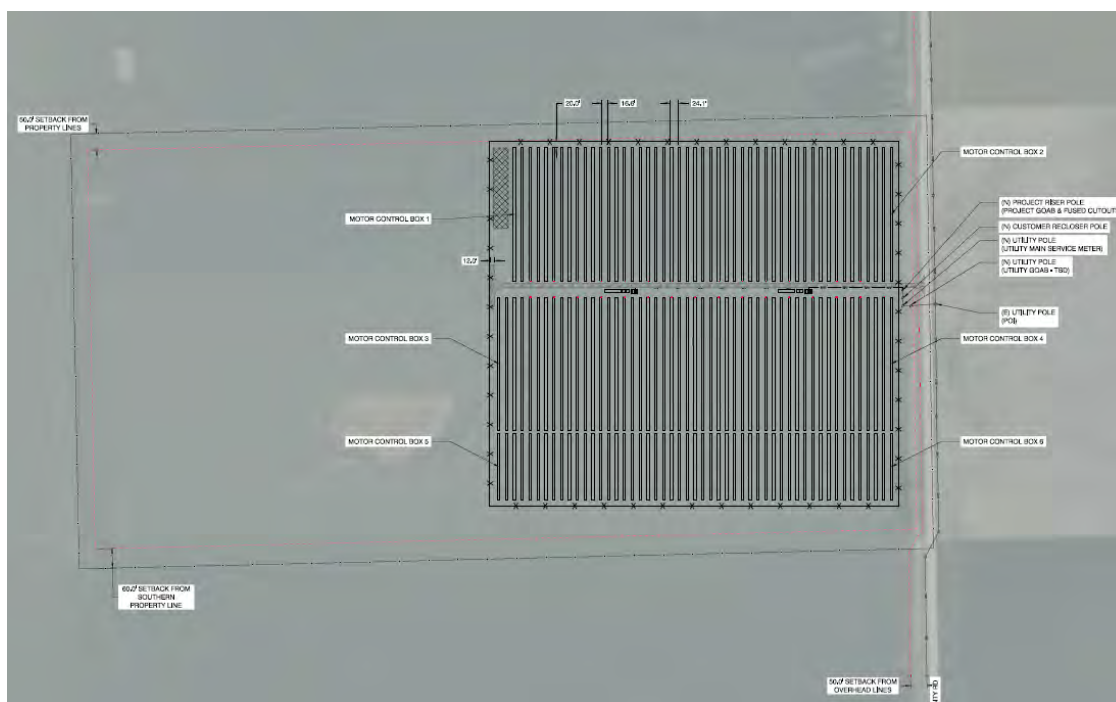 20.0' 16.6' 24.1'
50.0' SETBACK FROM
PROPERTY LINES
MOTOR CONTROL BOX 2
(N) PROJECT RISER POLE
(PROJECT GOAB & FUSED CUTOUT
MOTOR CONTROL BOX 1
(N) CUSTOMER RECLOSER POLE
(N) UTILITY POLE
(UTILITY MAIN SERVICE METER)
12.0'
(N) UTILITY POLE
(UTILITY GOAB - TBD)
(E) UTILITY POLE
(POI)
MOTOR CONTROL BOX 3
MOTOR CONTROL BOX 4
MOTOR CONTROL BOX 5
MOTOR CONTROL BOX 6
60.0' SETBACK FROM
SOUTHERN
PROPERTY LINE
50.0' SETBACK FROM
OVERHEAD LINES
NTY RD